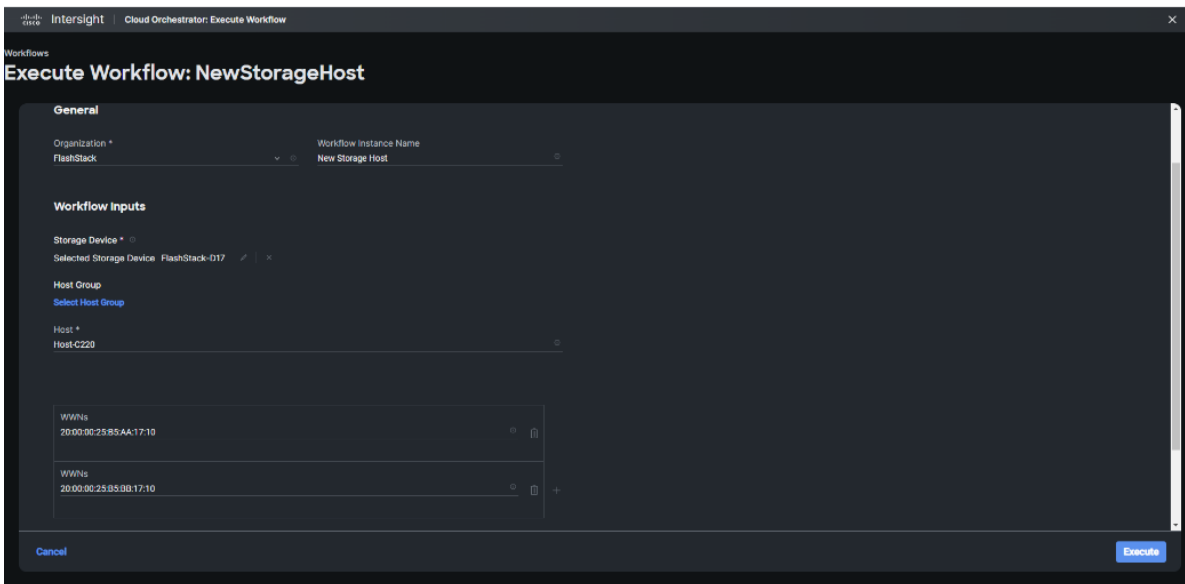 cisco Intersight | Cloud Orchestrator: Execute Workflow
Workflows
Execute Workflow: NewStorageHost
General
Organization * Workflow Instance Name
FlashStack New Storage Host
Workflow Inputs
Storage Device *
Selected Storage Device FlashStack-D17
Host Group
Select Host Group
Host *
Host-C220
WWNs
20:00:00:25:B5:AA:17:10
WWNs
20:00:00:25:B5:BB:17:10
Cancel Execute